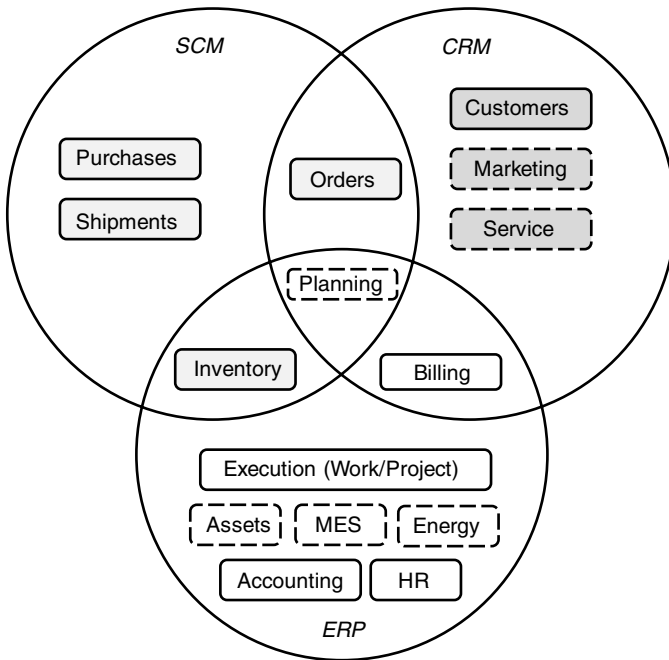 SCM
CRM
Customers
Purchases
Marketing
Orders
Shipments
Service
Planning
Inventory
Billing
Execution (Work/Project)
Assets
MES
Energy
Accounting
HR
ERP